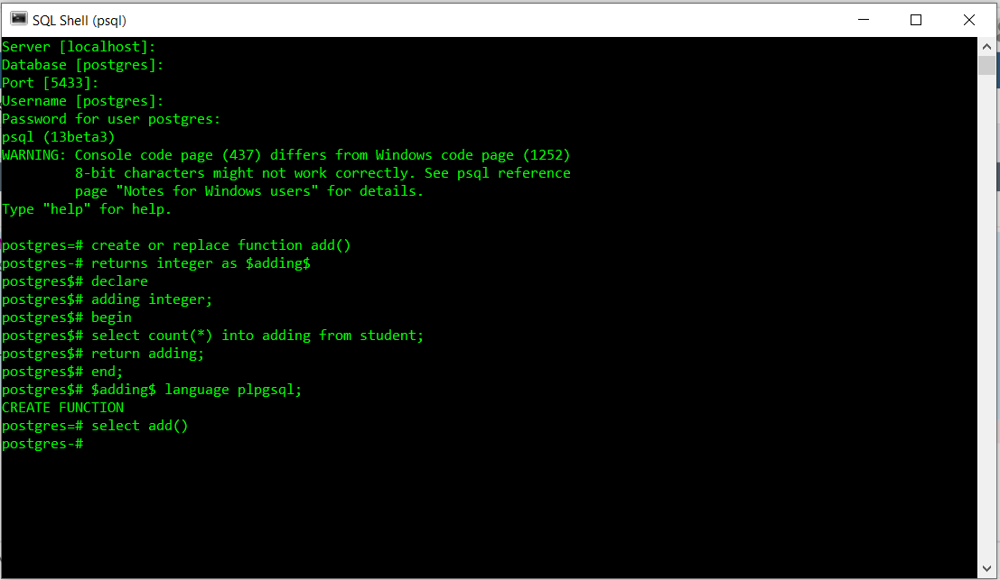 SQL Shell (psql)
Server [localhost]:
Database [postgres]:
Port [5433]:
Username [postgres]:
Password for user postgres:
psql (13beta3)
WARNING: Console code page (437) differs from Windows code page (1252)
         8-bit characters might not work correctly. See psql reference
         page "Notes for Windows users" for details.
Type "help" for help.

postgres=# create or replace function add()
postgres-# returns integer as $adding$
postgres$# declare
postgres$# adding integer;
postgres$# begin
postgres$# select count(*) into adding from student;
postgres$# return adding;
postgres$# end;
postgres$# $adding$ language plpgsql;
CREATE FUNCTION
postgres=# select add()
postgres-#